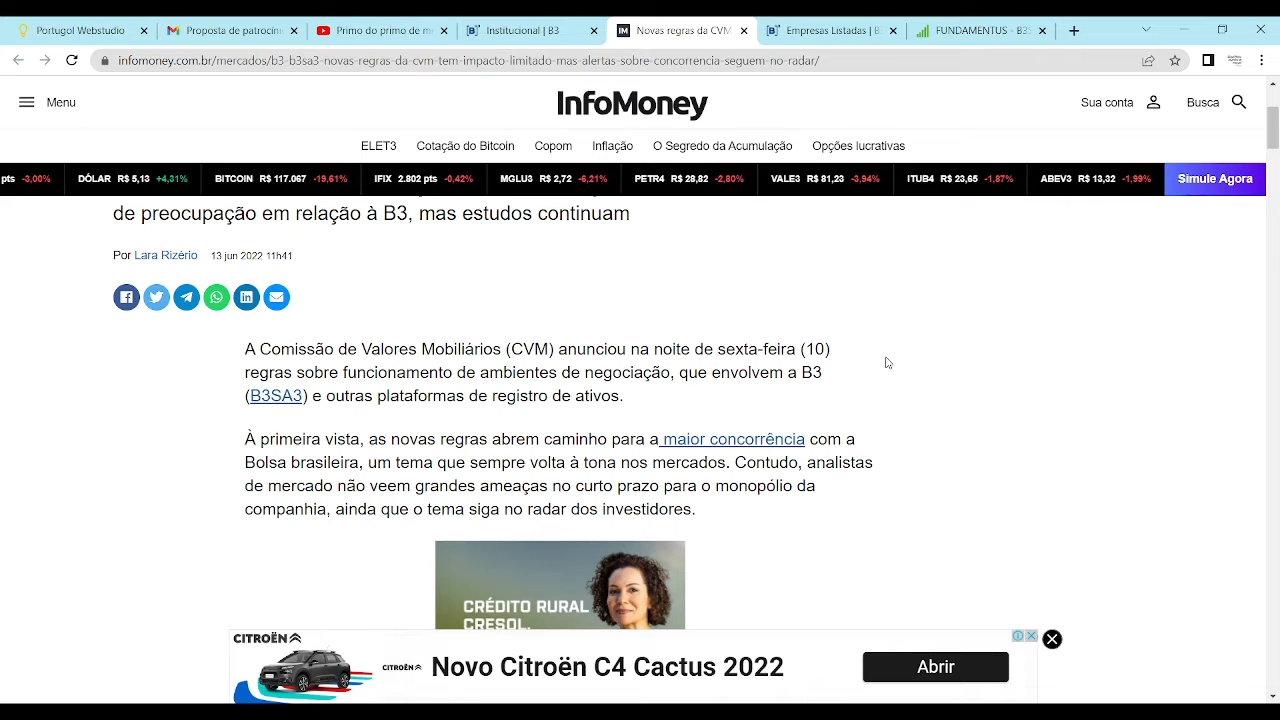 Portugol Webstudio
Proposta de patrocine
Primo do primo de m
Institucional | B3
Novas regras da CVM
Empresas Listadas | B
FUNDAMENTUS - B3S
infomoney.com.br/mercados/b3-b3sa3-novas-regras-da-cvm-tem-impacto-limitado-mas-alertas-sobre-concorrencia-seguem-no-radar/
Menu
InfoMoney
Sua conta
Busca
ELET3 Cotação do Bitcoin Copom Inflação O Segredo da Acumulação Opções lucrativas
pts -3,00% DÓLAR R$ 5,13 +4,31% BITCOIN R$ 117.067 -19,61% IFIX 2.802 pts -0,42% MGLU3 R$ 2,72 -6,21% PETR4 R$ 28,82 -2,80% VALE3 R$ 81,23 -3,94% ITUB4 R$ 23,65 -1,87% ABEV3 R$ 13,32 -1,99% Simule Agora
de preocupação em relação à B3, mas estudos continuam
Por Lara Rizério 13 jun 2022 11h41
A Comissão de Valores Mobiliários (CVM) anunciou na noite de sexta-feira (10)
regras sobre funcionamento de ambientes de negociação, que envolvem a B3
(B3SA3) e outras plataformas de registro de ativos.
À primeira vista, as novas regras abrem caminho para a maior concorrência com a
Bolsa brasileira, um tema que sempre volta à tona nos mercados. Contudo, analistas
de mercado não veem grandes ameaças no curto prazo para o monopólio da
companhia, ainda que o tema siga no radar dos investidores.
CRÉDITO RURAL
CRESOL.
CITROËN
CITROËN
Novo Citroën C4 Cactus 2022
Abrir